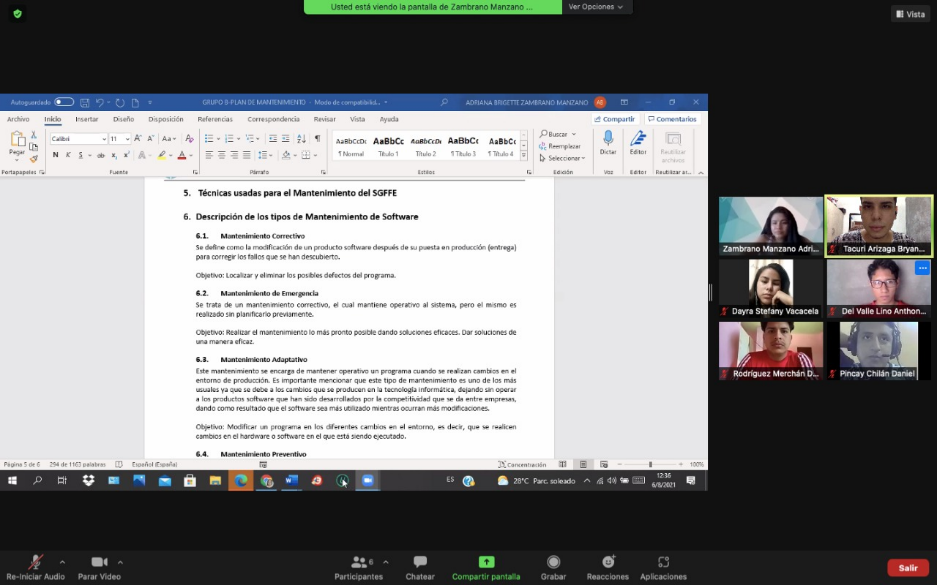 Usted está viendo la pantalla de Zambrano Manzano ...
Ver Opciones
Vista
Autoguardado
GRUPO 9-PLAN DE MANTENIMIENTO - Modo de compatibilid...
ADRIANA BRIGETTE ZAMBRANO MANZANO
Archivo Inicio Insertar Diseño Disposición Referencias Correspondencia Revisar Vista Ayuda
Compartir Comentarios
Pegar
Calibri 11
N K S ab x₂ x² A
AaBbCcDc AaBbCc AaBbCcDc AaBbC AaBbCc
¶ Normal Título 1 Título 2 ¶ Título 3 ¶ Título 4
Buscar
Reemplazar
Seleccionar
Dictar
Editor
Reutilizar archivos
Portapapeles Fuente Párrafo Estilos Edición Voz Editor Reutilizar ar...
5. Técnicas usadas para el Mantenimiento del SGFFE
6. Descripción de los tipos de Mantenimiento de Software
6.1. Mantenimiento Correctivo
Se define como la modificación de un producto software después de su puesta en producción (entrega)
para corregir los fallos que se han descubierto.
Objetivo: Localizar y eliminar los posibles defectos del programa.
6.2. Mantenimiento de Emergencia
Se trata de un mantenimiento correctivo, el cual mantiene operativo al sistema, pero el mismo es
realizado sin planificarlo previamente.
Objetivo: Realizar el mantenimiento lo más pronto posible dando soluciones eficaces. Dar soluciones de
una manera eficaz.
6.3. Mantenimiento Adaptativo
Este mantenimiento se encarga de mantener operativo un programa cuando se realizan cambios en el
entorno de producción. Es importante mencionar que este tipo de mantenimiento es uno de los más
usuales ya que se debe a los cambios que se producen en la tecnología informática, dejando sin operar
a los productos software que han sido desarrollados por la competitividad que se da entre empresas,
dando como resultado que el software sea más utilizado mientras ocurran más modificaciones.
Objetivo: Modificar un programa en los diferentes cambios en el entorno, es decir, que se realicen
cambios en el hardware o software en el que está siendo ejecutado.
6.4. Mantenimiento Preventivo
Página 5 de 6 294 de 1163 palabras Español (España) Concentración 100%
ES 28°C Parc. soleado 12:36
6/8/2021
Zambrano Manzano Adri...
Tacuri Arizaga Bryan...
Dayra Stefany Vacacela
Del Valle Lino Anthon...
Rodríguez Merchán D...
Pincay Chilán Daniel
Re-Iniciar Audio Parar Video Participantes 6 Chatear Compartir pantalla Grabar Reacciones Aplicaciones
Salir